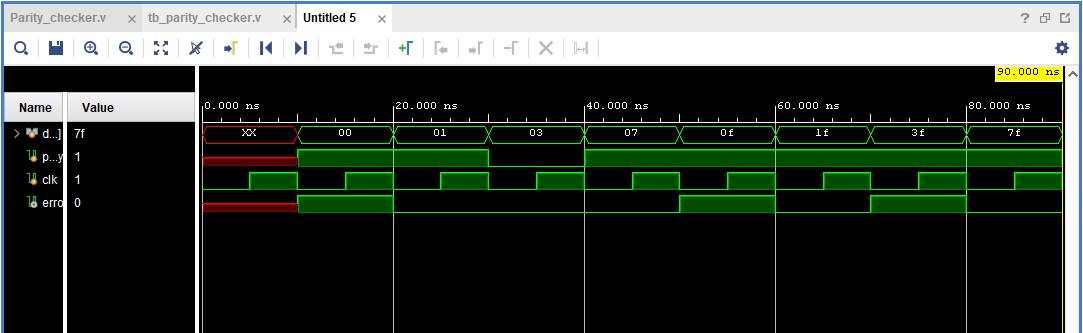 Parity_checker.v × tb_parity_checker.v × Untitled 5 ×
?
90.000 ns
Name Value
0.000 ns 20.000 ns 40.000 ns 60.000 ns 80.000 ns
d...] 7f XX 00 01 03 07 0f 1f 3f 7f
p...y 1
clk 1
erro 0